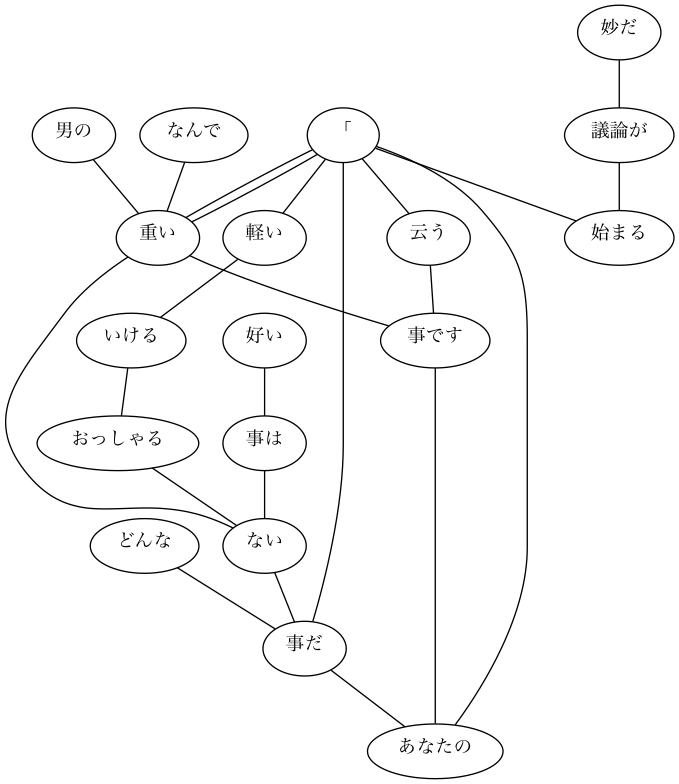 妙だ
男の
なんで
「
議論が
重い
軽い
云う
始まる
いける
好い
事です
おっしゃる
事は
どんな
ない
事だ
あなたの